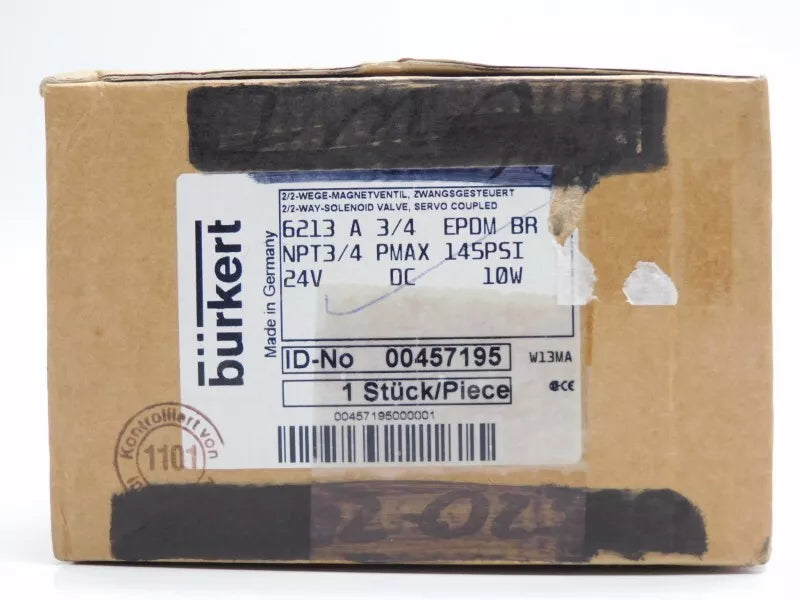 2/2-WEGE-MAGNETVENTIL, ZWANGSGESTEUERT
2/2-WAY-SOLENOID VALVE, SERVO COUPLED
6213 A 3/4 EPDM BR
NPT3/4 PMAX 145PSI
24V DC 10W
bürkert
Made in Germany
ID-No 00457195
W13MA
1 Stück/Piece
CE
00457195000001
Kontrolliert von
1101